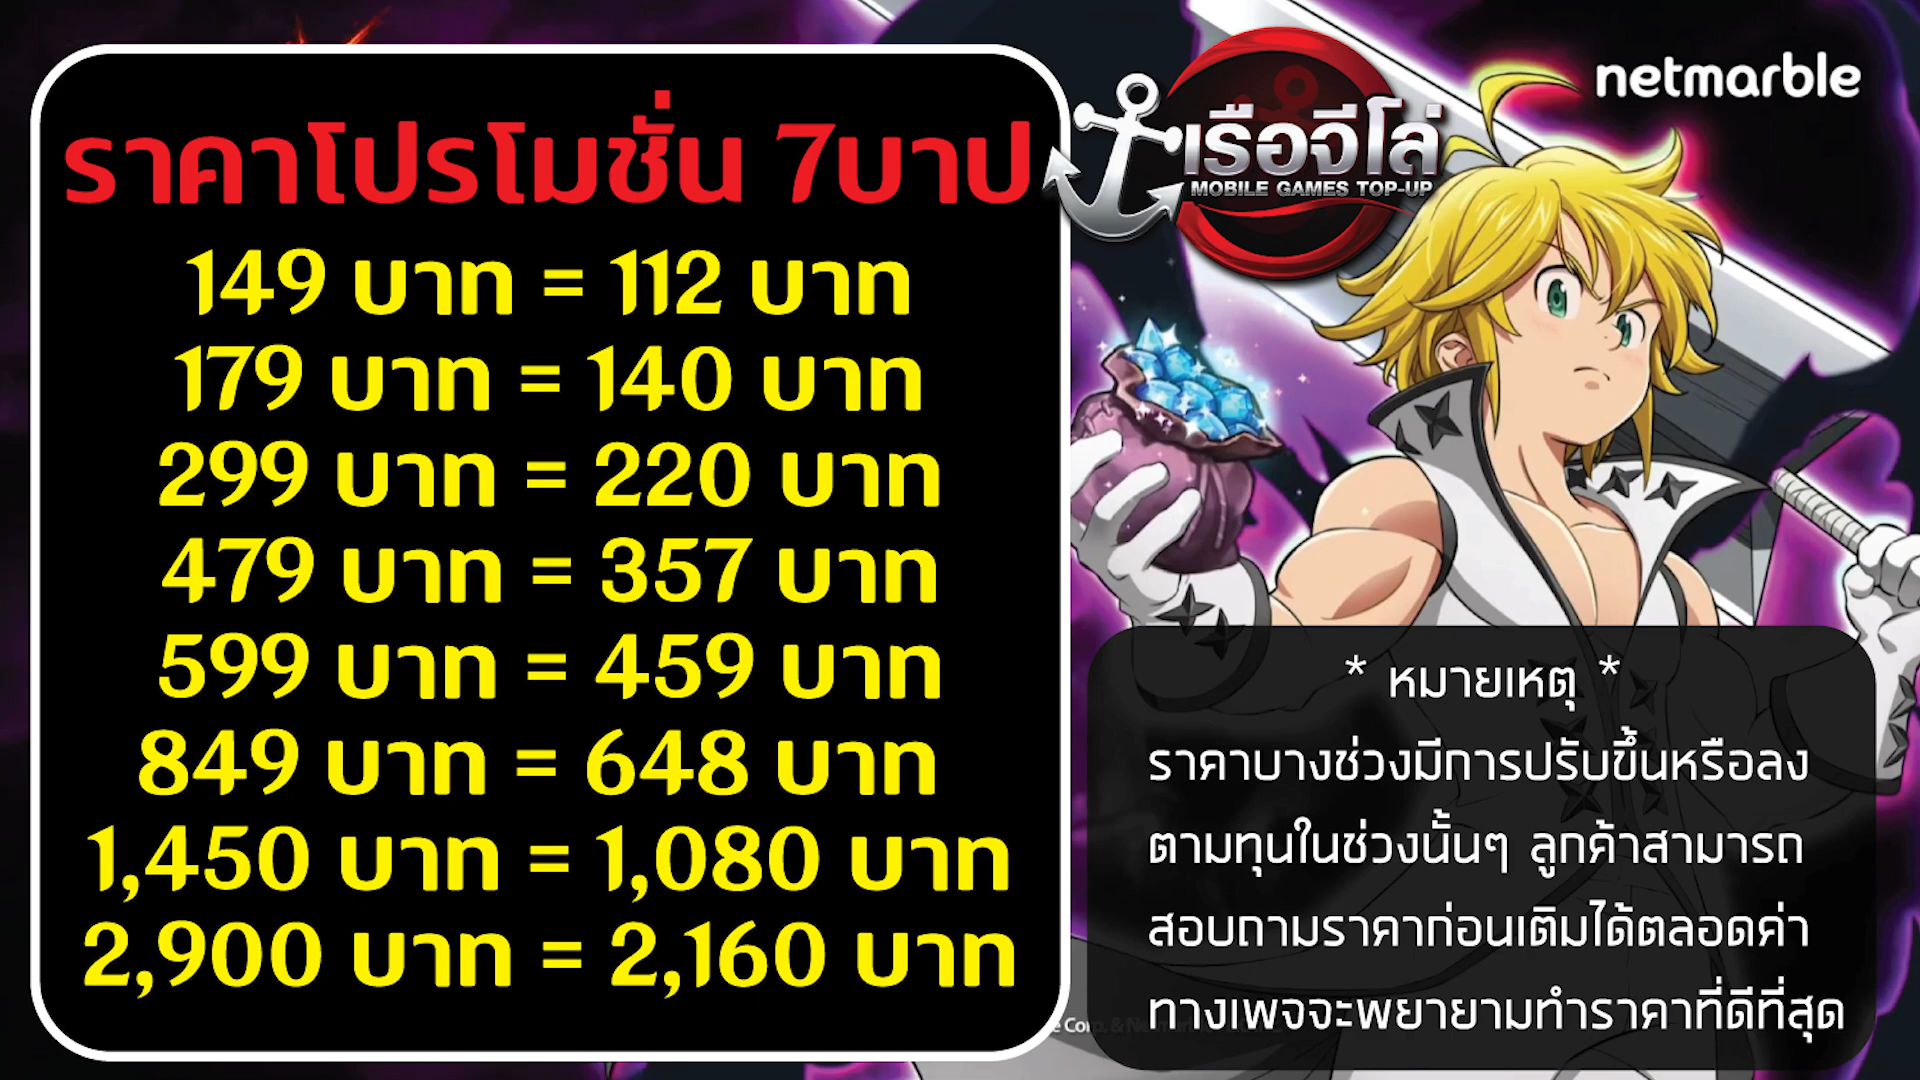 ราคาโปรโมชั่น 7บาป
149 บาท = 112 บาท
179 บาท = 140 บาท
299 บาท = 220 บาท
479 บาท = 357 บาท
599 บาท = 459 บาท
849 บาท = 648 บาท
1,450 บาท = 1,080 บาท
2,900 บาท = 2,160 บาท
เรือจีโล่
MOBILE GAMES TOP-UP
netmarble
* หมายเหตุ *
ราคาบางช่วงมีการปรับขึ้นหรือลง
ตามทุนในช่วงนั้นๆ ลูกค้าสามารถ
สอบถามราคาก่อนเติมได้ตลอดค่า
ทางเพจจะพยายามทำราคาที่ดีที่สุด